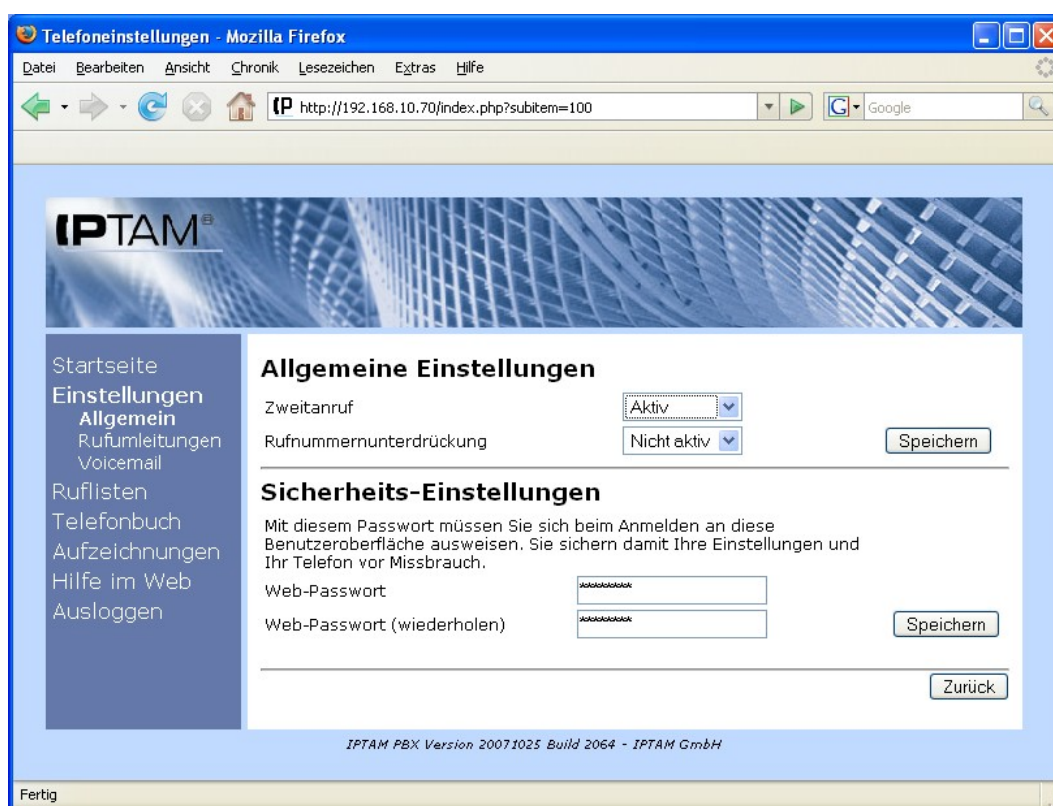 Telefoneinstellungen - Mozilla Firefox
Datei Bearbeiten Ansicht Chronik Lesezeichen Extras Hilfe
http://192.168.10.70/index.php?subitem=100
Google
IPTAM®
Startseite
Einstellungen
Allgemein
Rufumleitungen
Voicemail
Ruflisten
Telefonbuch
Aufzeichnungen
Hilfe im Web
Ausloggen
Allgemeine Einstellungen
Zweitanruf Aktiv
Rufnummernunterdrückung Nicht aktiv Speichern
Sicherheits-Einstellungen
Mit diesem Passwort müssen Sie sich beim Anmelden an diese
Benutzeroberfläche ausweisen. Sie sichern damit Ihre Einstellungen und
Ihr Telefon vor Missbrauch.
Web-Passwort **********
Web-Passwort (wiederholen) ********** Speichern
Zurück
IPTAM PBX Version 20071025 Build 2064 - IPTAM GmbH
Fertig